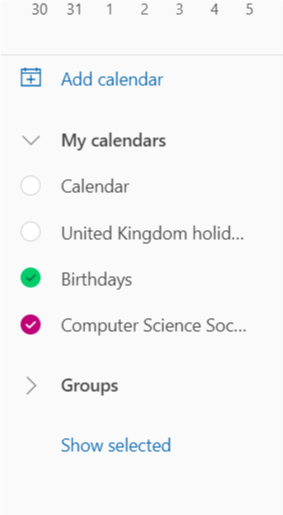 30 31 1 2 3 4 5
Add calendar
My calendars
Calendar
United Kingdom holid...
Birthdays
Computer Science Soc...
Groups
Show selected